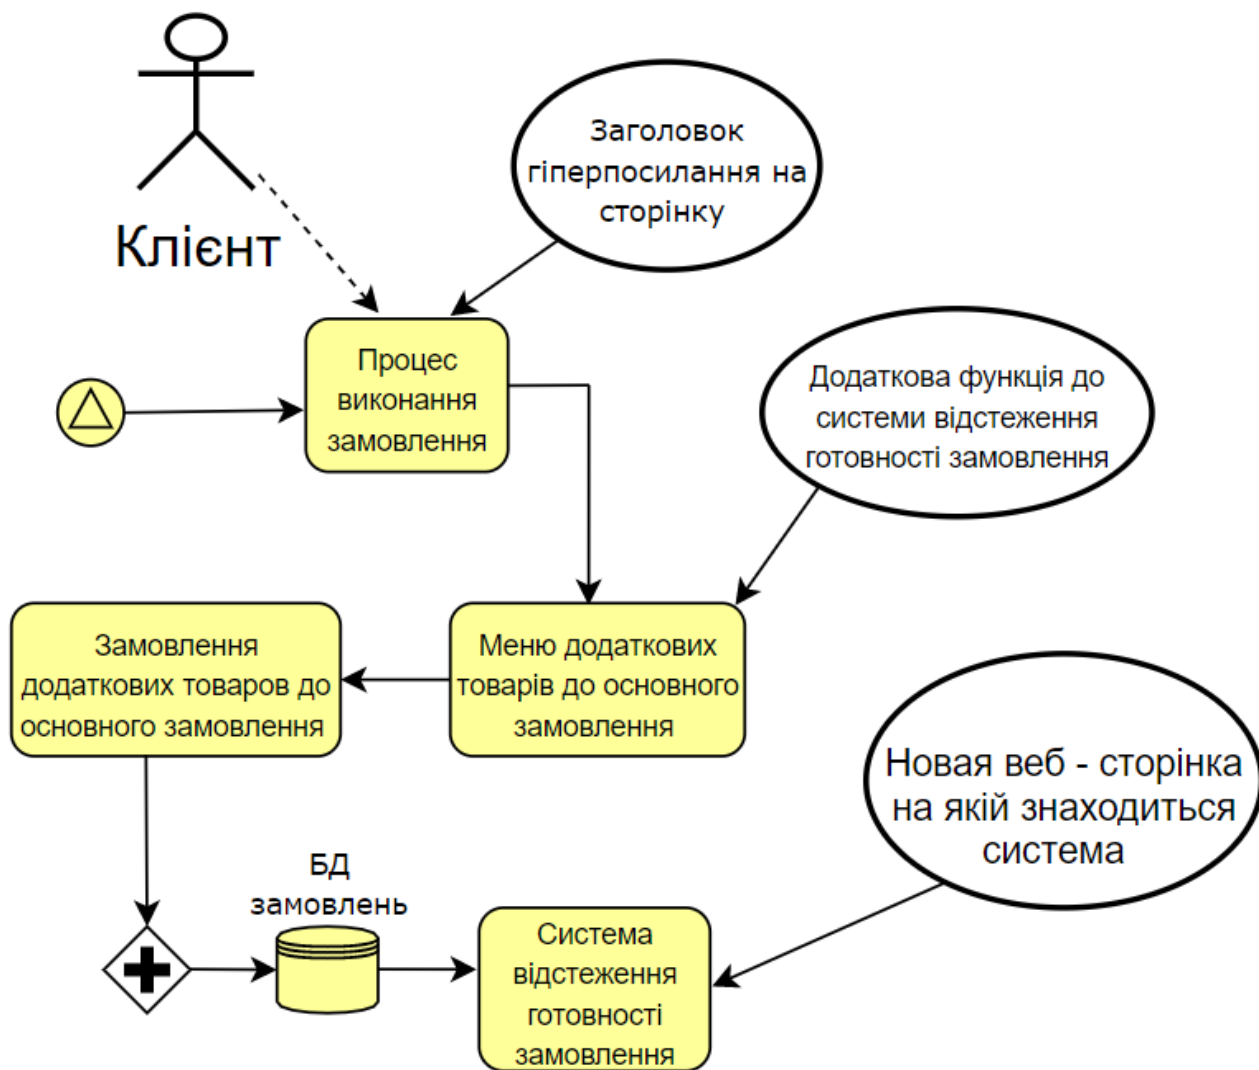 Заголовок
гіперпосилання на
сторінку
Клієнт
Процес
виконання
замовлення
Додаткова функція до
системи відстеження
готовності замовлення
Замовлення
додаткових товаров до
основного замовлення
Меню додаткових
товарів до основного
замовлення
Новая веб - сторінка
на якій знаходиться
система
БД
замовлень
Система
відстеження
готовності
замовлення